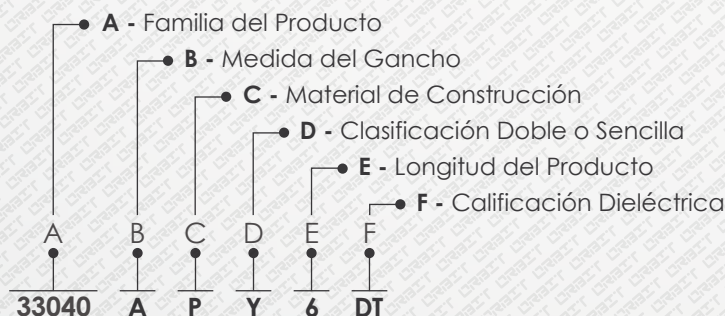 A - Familia del Producto
B - Medida del Gancho
C - Material de Construcción
D - Clasificación Doble o Sencilla
E - Longitud del Producto
F - Calificación Dieléctrica
A B C D E F
33040 A P Y 6 DT